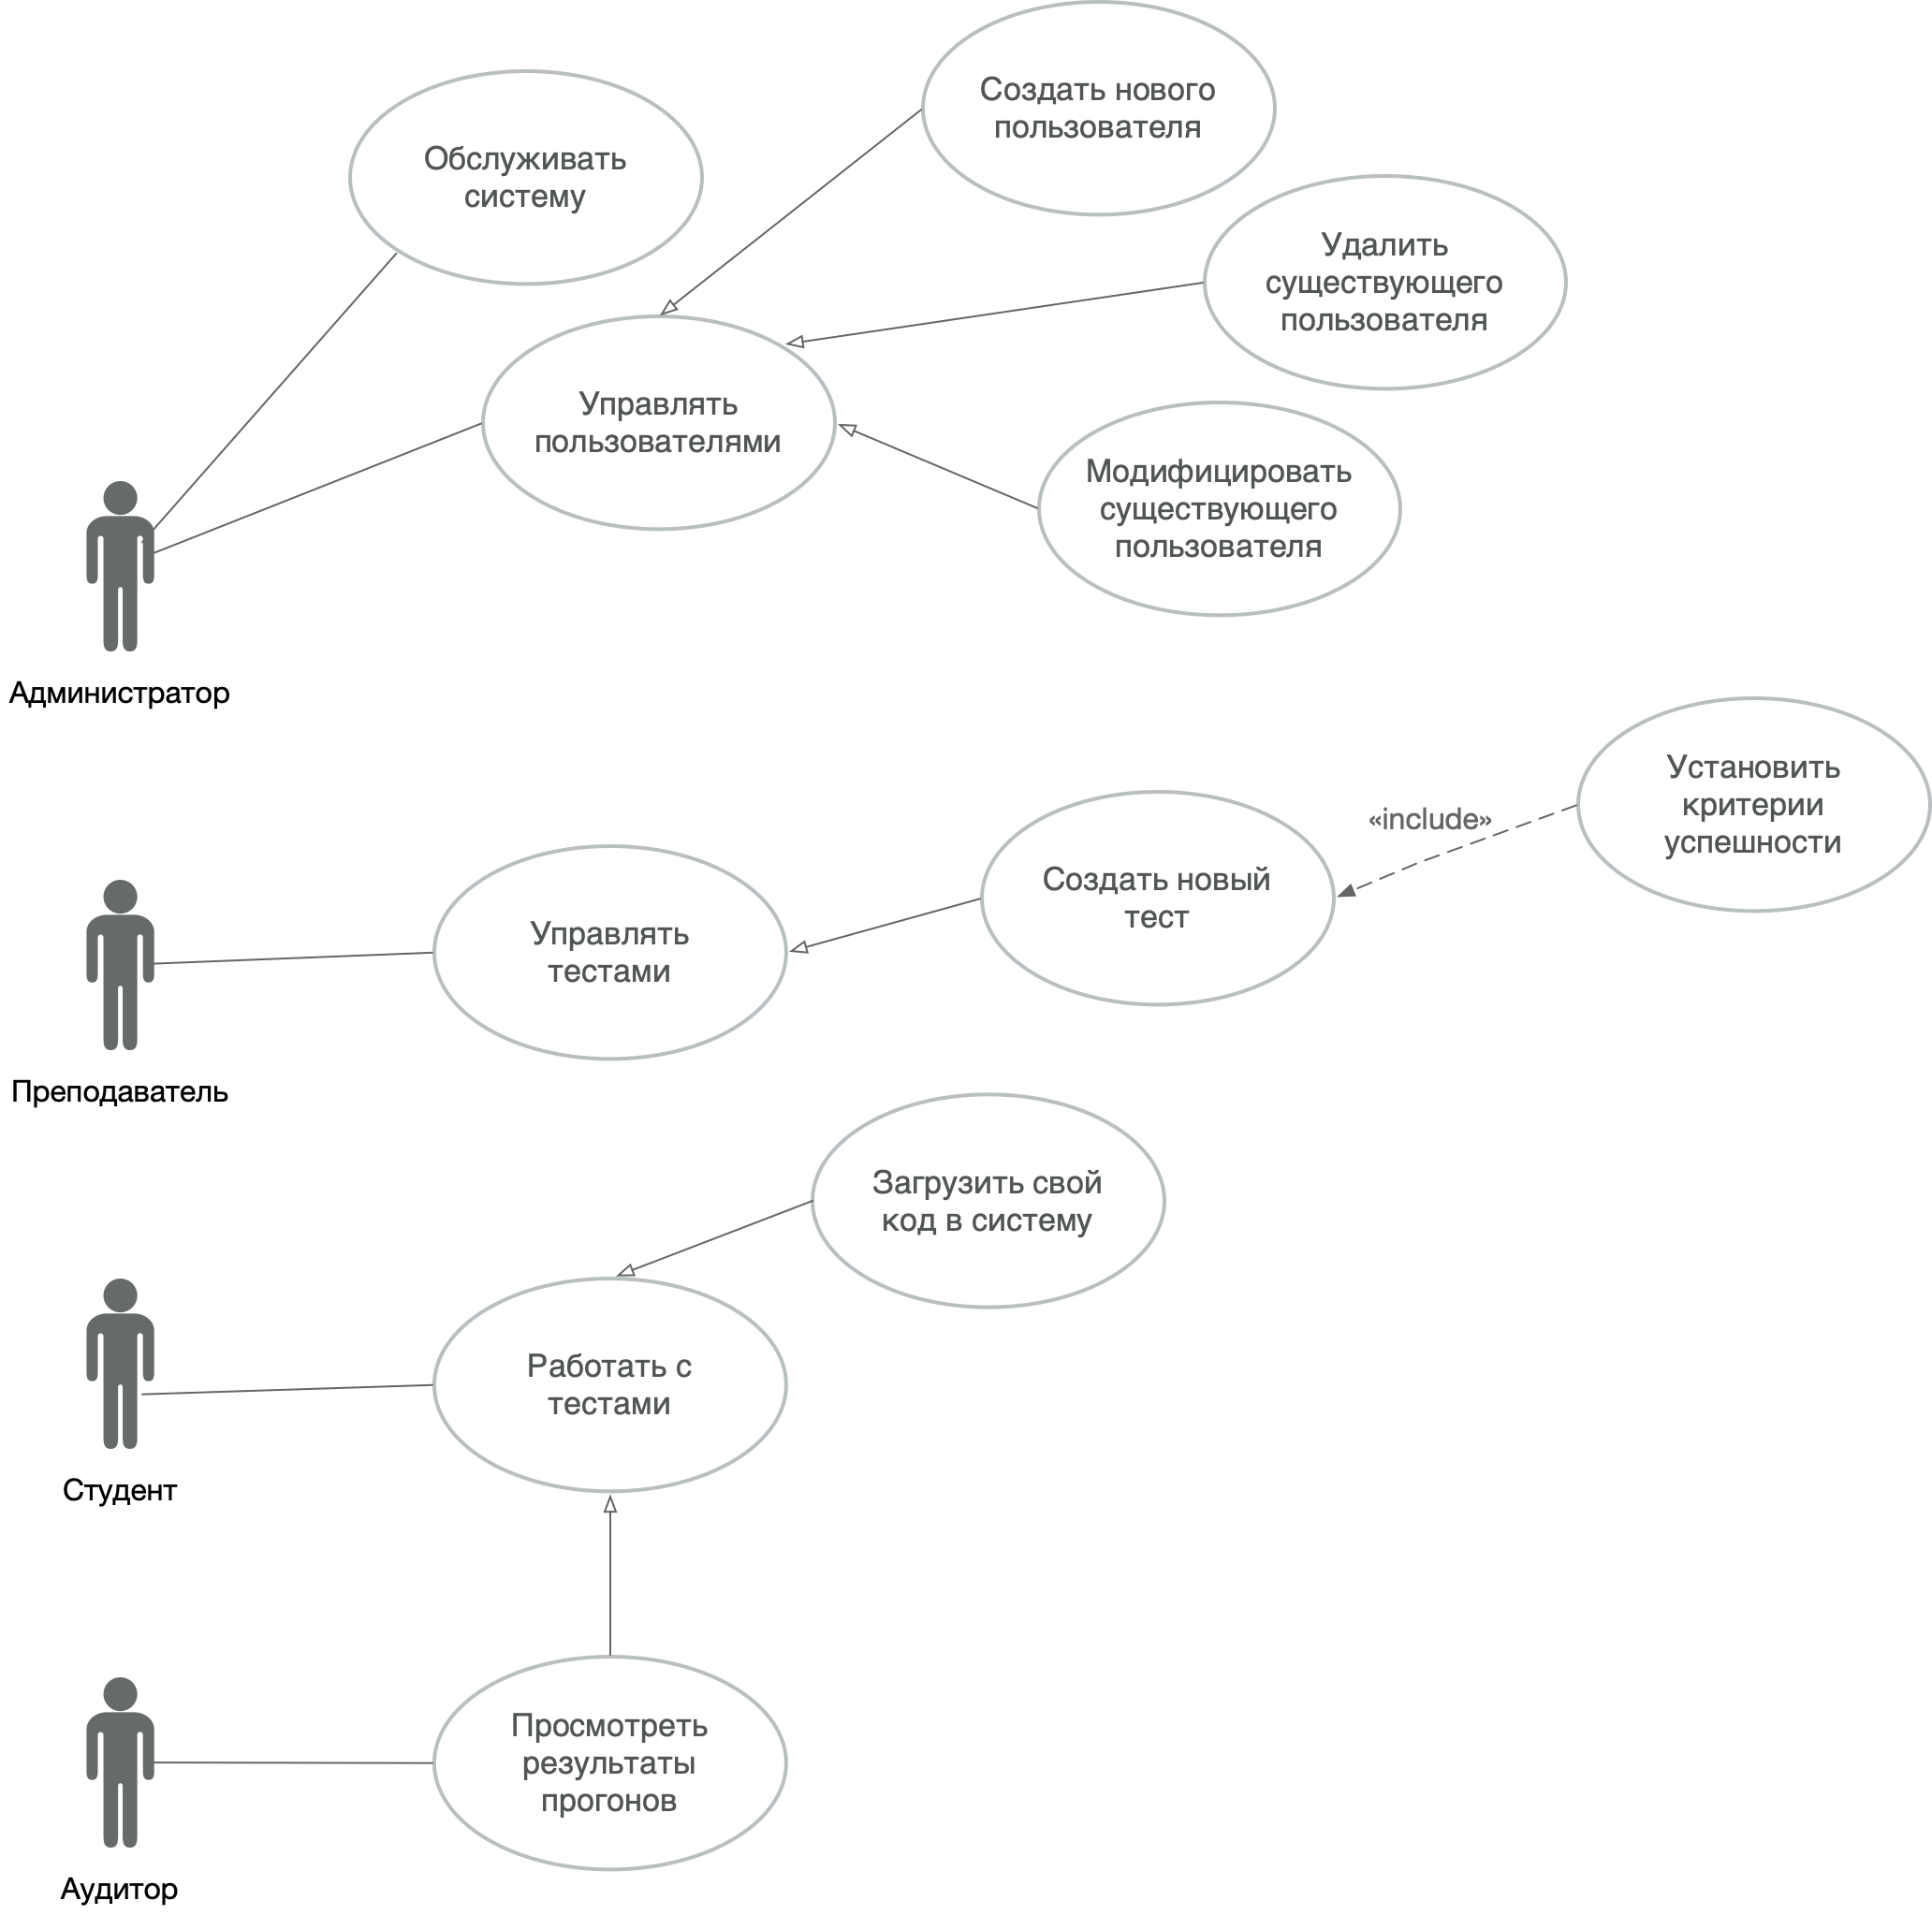 Создать нового
пользователя
Обслуживать
систему
Удалить
существующего
пользователя
Управлять
пользователями
Модифицировать
существующего
пользователя
Администратор
Установить
критерии
успешности
«include»
Создать новый
тест
Управлять
тестами
Преподаватель
Загрузить свой
код в систему
Работать с
тестами
Студент
Просмотреть
результаты
прогонов
Аудитор